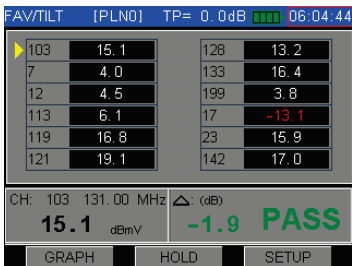 FAV/TILT [PLN0] TP= 0.0dB 06:04:44
103 15.1 128 13.2
7 4.0 133 16.4
12 4.5 199 3.8
113 6.1 17 -13.1
119 16.8 23 15.9
121 19.1 142 17.0
CH: 103 131.00 MHz △: (dB)
15.1 dBmV -1.9 PASS
GRAPH HOLD SETUP